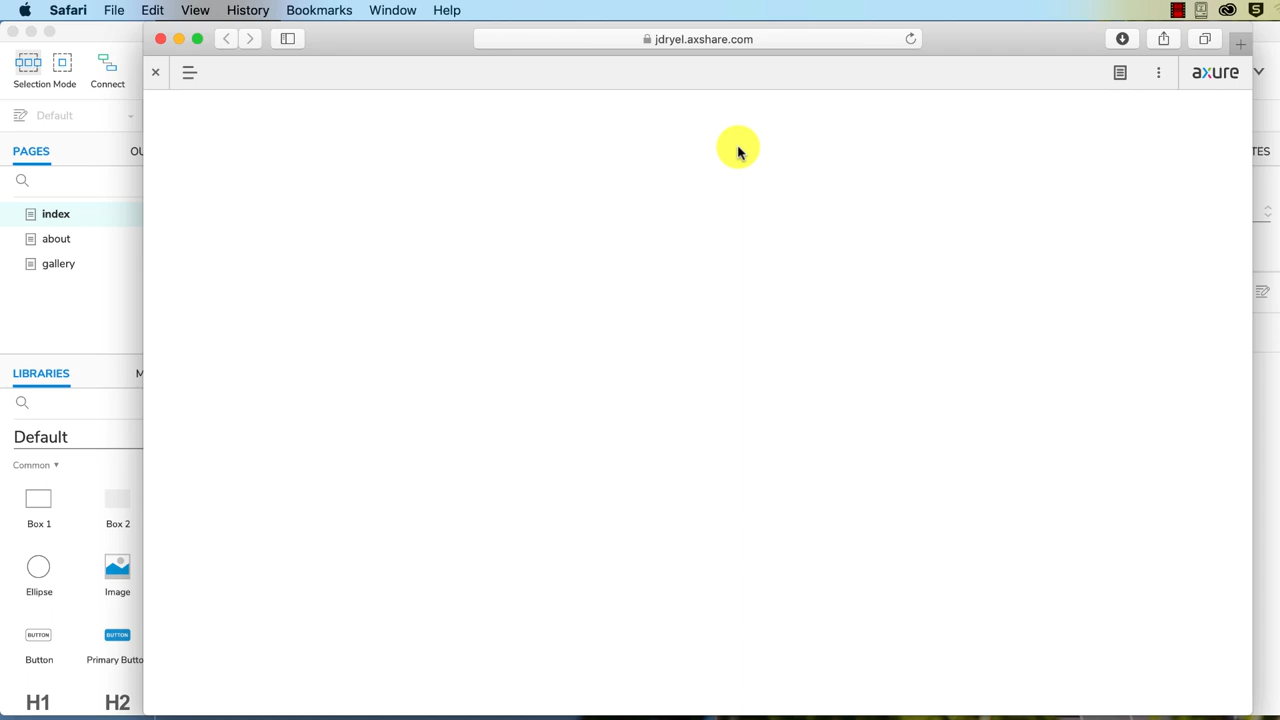 Safari File Edit View History Bookmarks Window Help
jdryel.axshare.com
Selection Mode Connect
axure
Default
PAGES OU
TES
index
about
gallery
LIBRARIES M
Default
Common
Box 1 Box 2
Ellipse Image
BUTTON BUTTON
Button Primary Butto
H1 H2